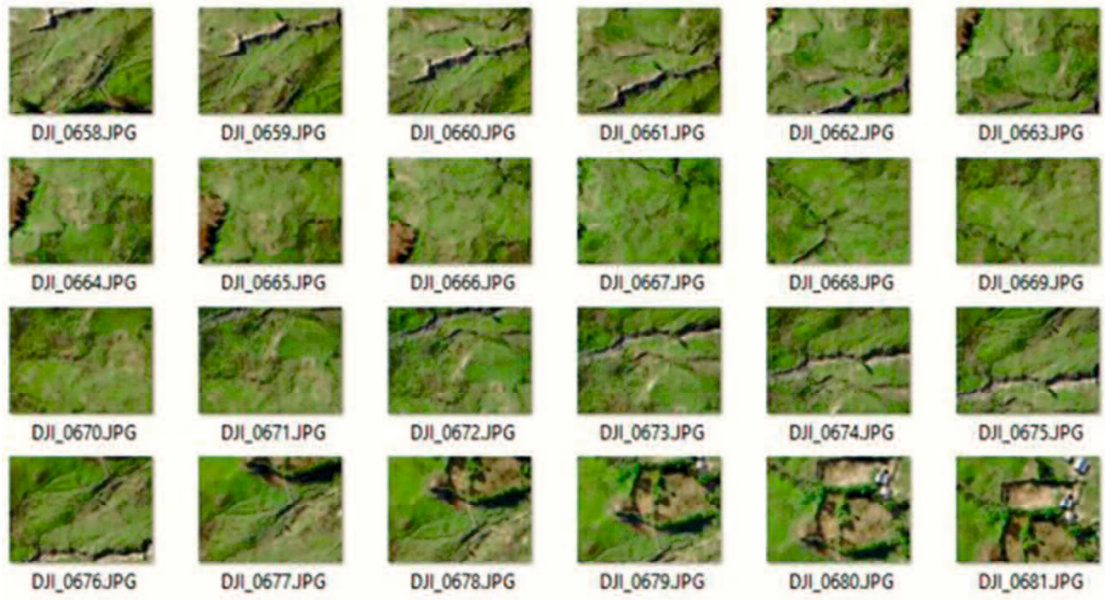 DJI_0658.JPG DJI_0659.JPG DJI_0660.JPG DJI_0661.JPG DJI_0662.JPG DJI_0663.JPG
DJI_0664.JPG DJI_0665.JPG DJI_0666.JPG DJI_0667.JPG DJI_0668.JPG DJI_0669.JPG
DJI_0670.JPG DJI_0671.JPG DJI_0672.JPG DJI_0673.JPG DJI_0674.JPG DJI_0675.JPG
DJI_0676.JPG DJI_0677.JPG DJI_0678.JPG DJI_0679.JPG DJI_0680.JPG DJI_0681.JPG